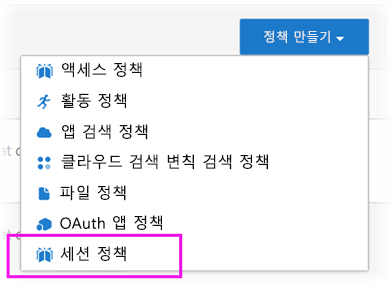 정책 만들기
액세스 정책
활동 정책
앱 검색 정책
클라우드 검색 변칙 검색 정책
파일 정책
OAuth 앱 정책
세션 정책